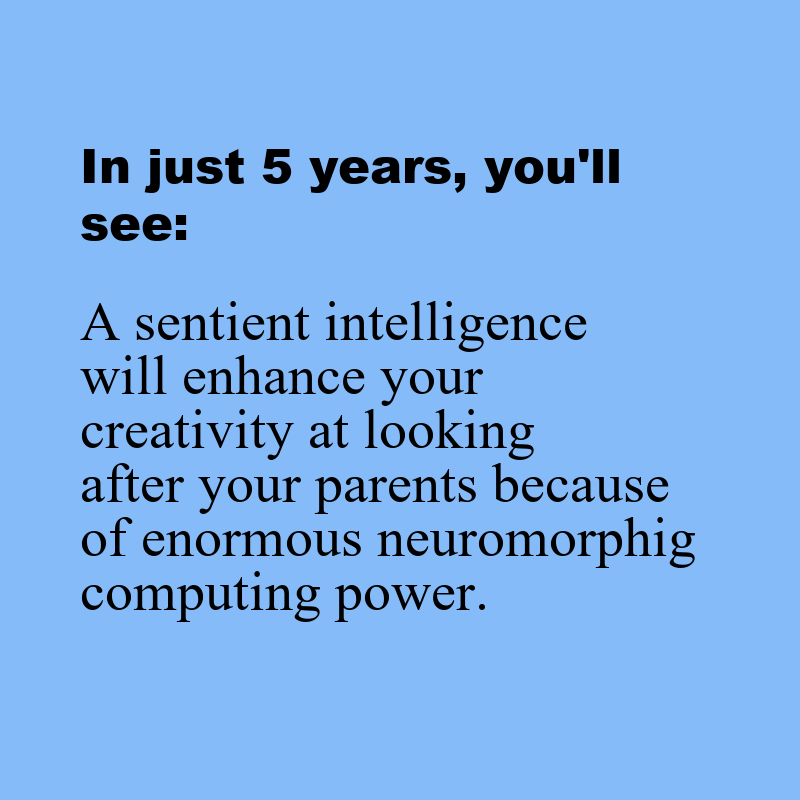 In just 5 years, you'll
see:
A sentient intelligence
will enhance your
creativity at looking
after your parents because
of enormous neuromorphig
computing power.